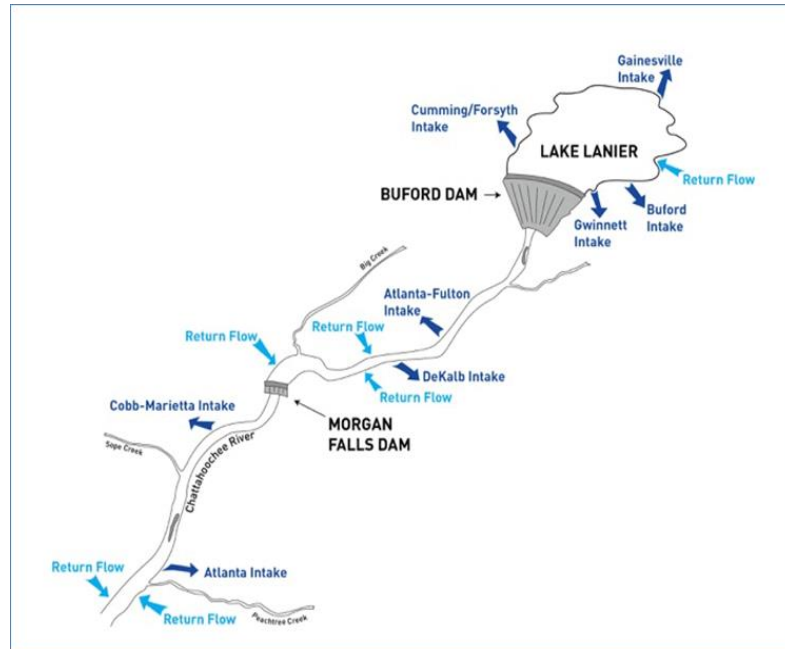 Gainesville
Intake
Cumming/Forsyth
Intake
LAKE LANIER
Return Flow
BUFORD DAM
Buford
Intake
Gwinnett
Intake
Big Creek
Atlanta-Fulton
Intake
Return Flow
Return Flow
DeKalb Intake
Return Flow
Cobb-Marietta Intake
MORGAN
FALLS DAM
Sope Creek
Chattahoochee River
Return Flow
Atlanta Intake
Return Flow
Peachtree Creek